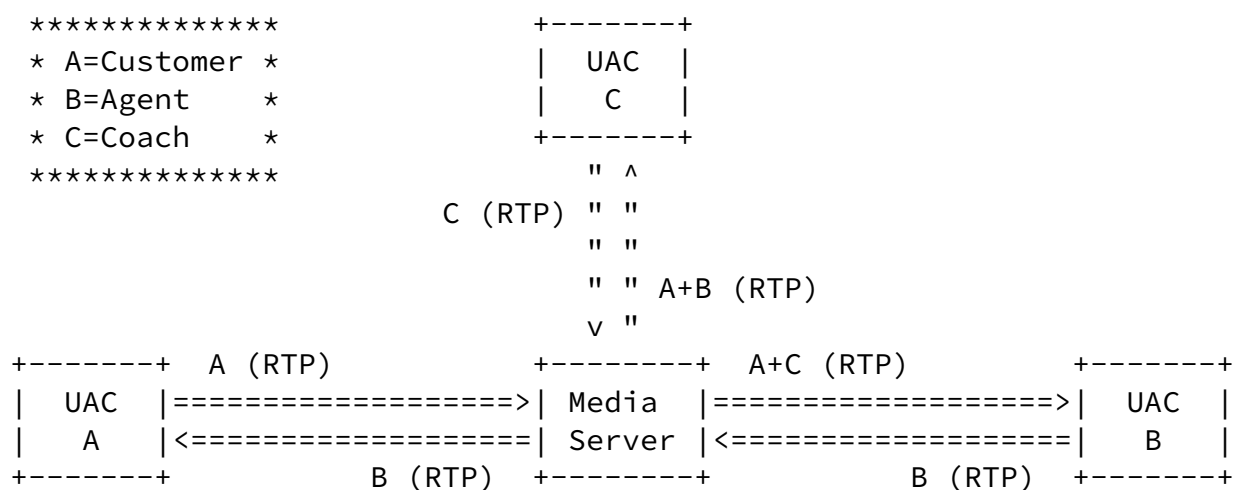 **************                +-------+
* A=Customer *                |  UAC  |
* B=Agent    *                |   C   |
* C=Coach    *                +-------+
**************                   " ^
                         C (RTP) " "
                                 " "
                                 " " A+B (RTP)
                                 v "
+-------+  A (RTP)            +--------+  A+C (RTP)          +-------+
|  UAC  |===================>| Media  |===================>|  UAC  |
|   A   |<===================| Server |<===================|   B   |
+-------+           B (RTP)  +--------+           B (RTP)  +-------+